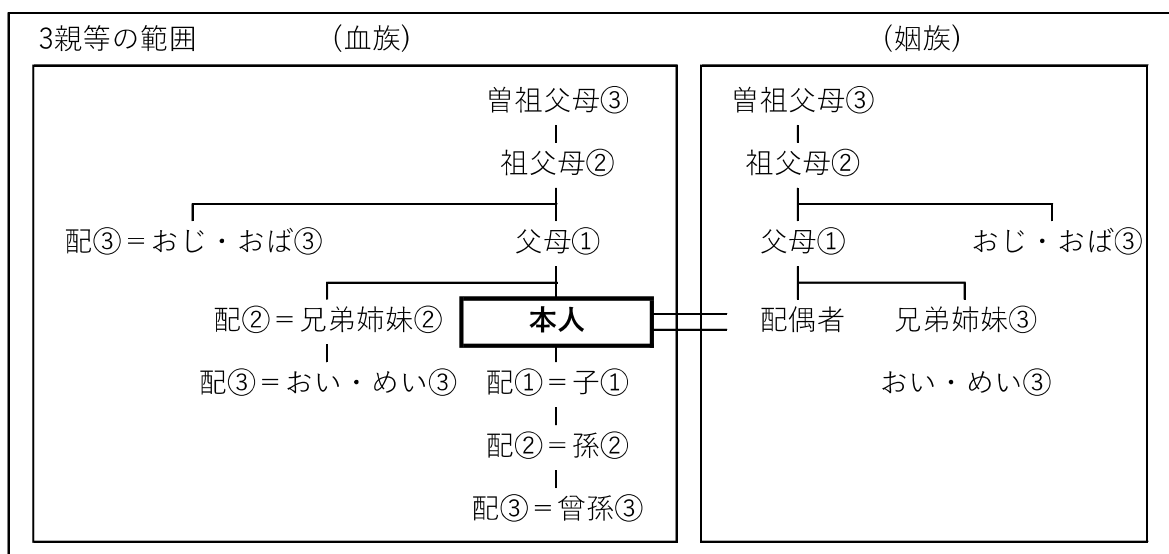 3親等の範囲 (血族) (姻族)
曽祖父母③ 曽祖父母③
祖父母② 祖父母②
配③=おじ・おば③ 父母① 父母① おじ・おば③
配②=兄弟姉妹② 本人 配偶者 兄弟姉妹③
配③=おい・めい③ 配①=子① おい・めい③
配②=孫②
配③=曾孫③